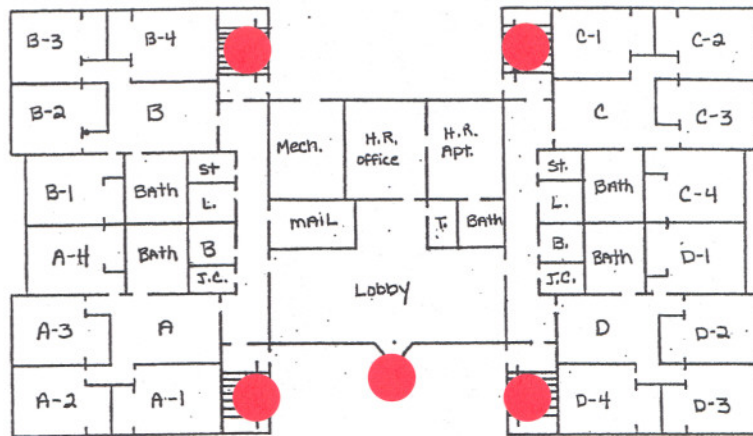 B-3
B-4
C-1
C-2
B-2
B
C
C-3
Mech.
H.R. office
H.R. Apt.
B-1
BATH
St
L.
St.
L.
BATH
C-4
MAIL
T.
BATH
A-4
BATH
B
J.C.
B.
J.C.
BATH
D-1
Lobby
A-3
A
D
D-2
A-2
A-1
D-4
D-3